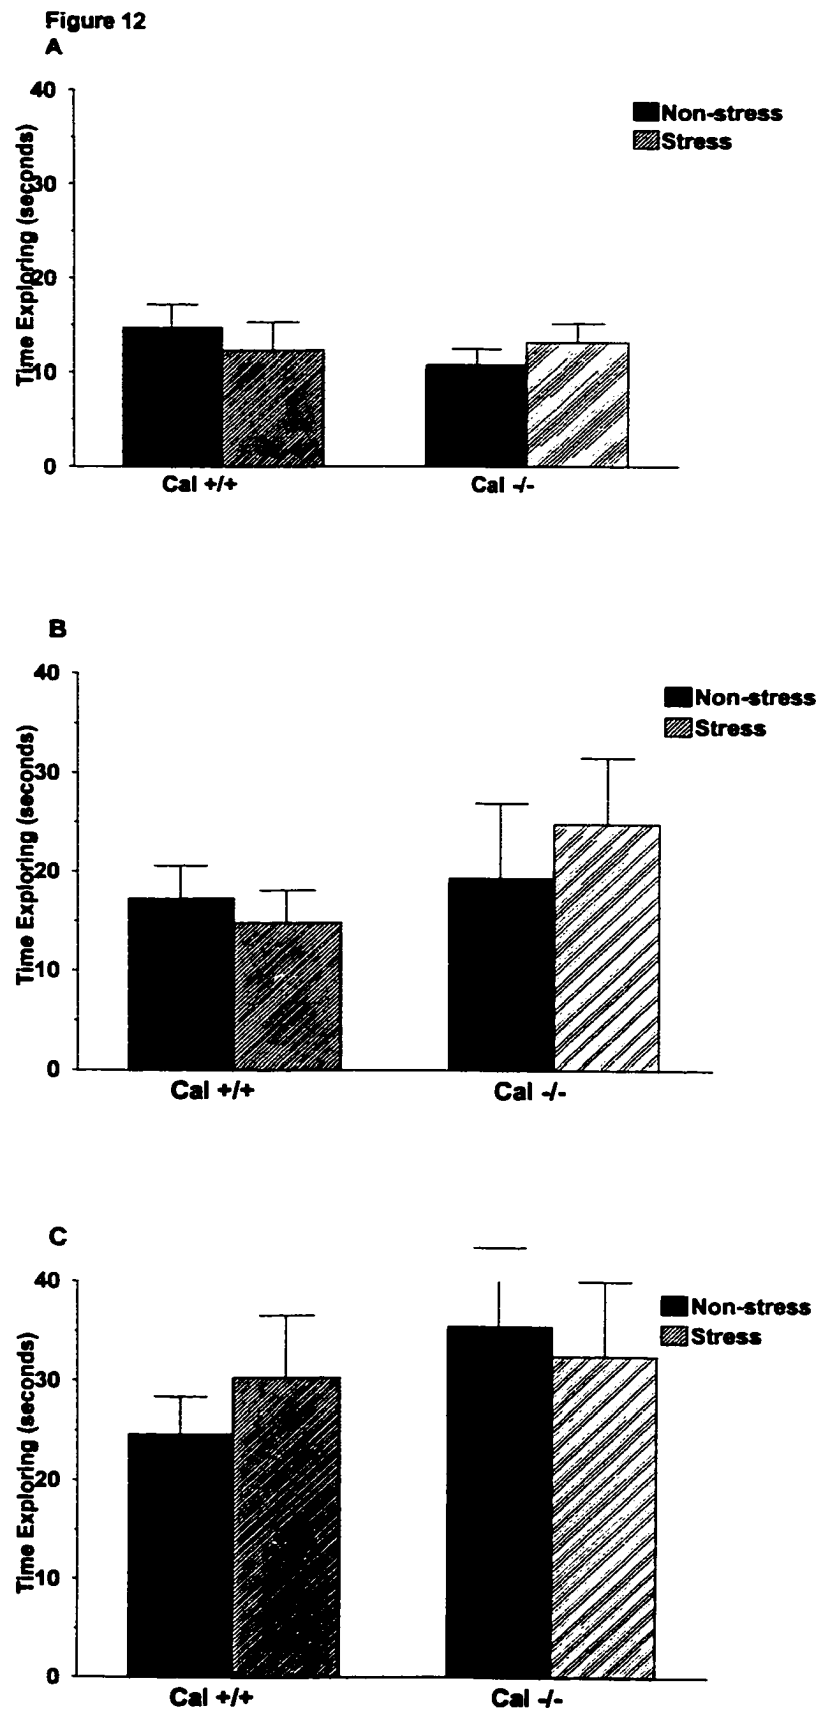 Figure 12
A
40
30
20
10
0
Time Exploring (seconds)
Non-stress
Stress
Cal +/+
Cal -/-
B
40
30
20
10
0
Time Exploring (seconds)
Non-stress
Stress
Cal +/+
Cal -/-
C
40
30
20
10
0
Time Exploring (seconds)
Non-stress
Stress
Cal +/+
Cal -/-